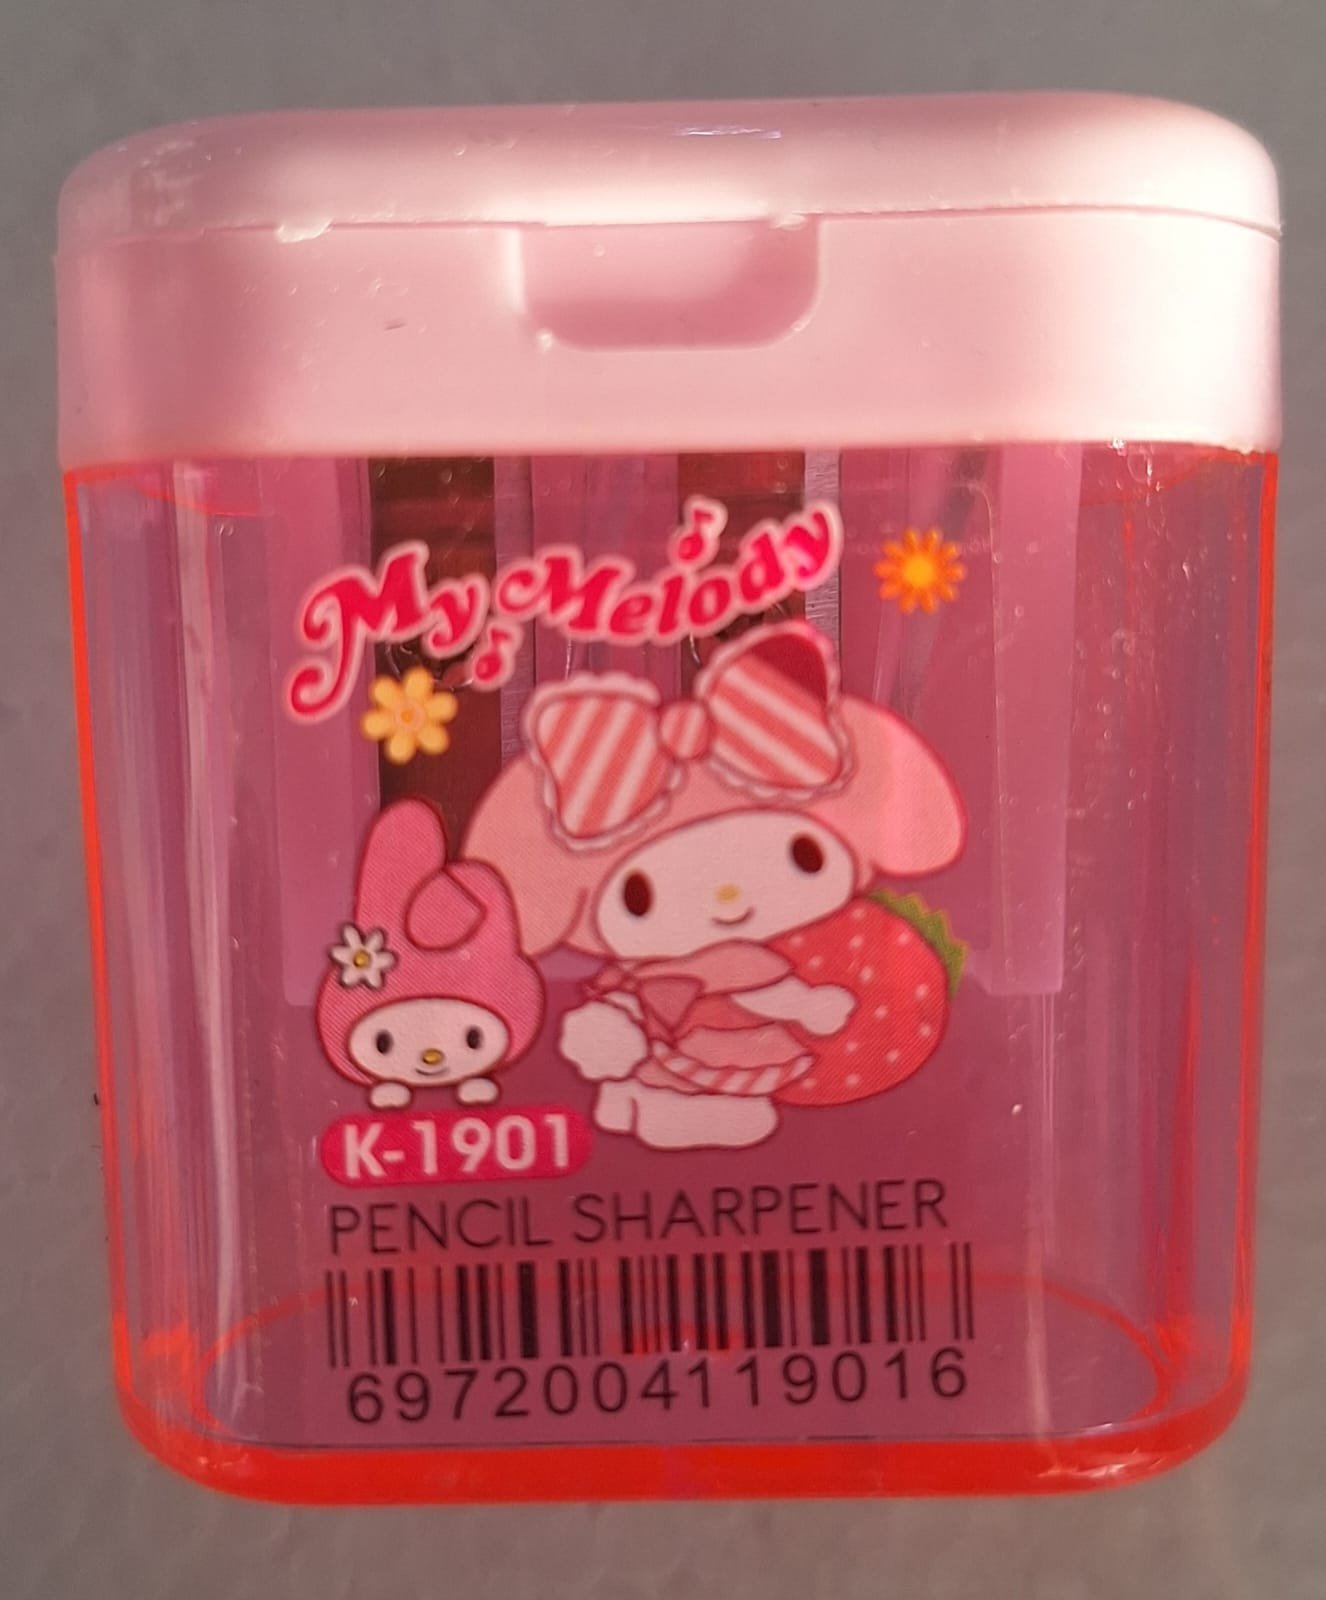 My Melody
K-1901
PENCIL SHARPENER
6972004119016